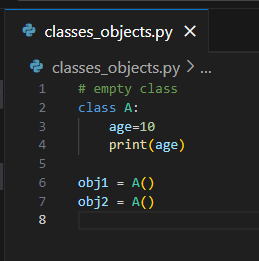 classes_objects.py ×
classes_objects.py > ...
1 # empty class
2 class A:
3     age=10
4     print(age)
5
6 obj1 = A()
7 obj2 = A()
8